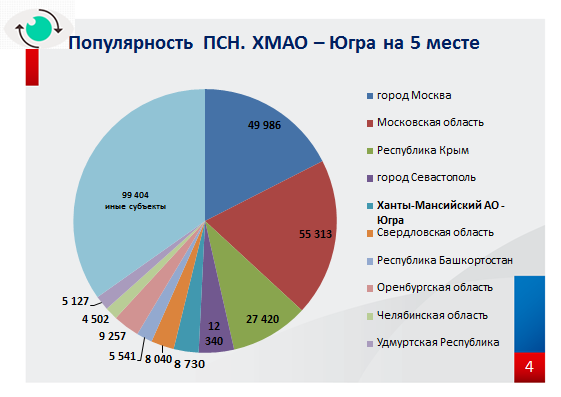 Популярность ПСН. ХМАО – Югра на 5 месте
49 986
55 313
27 420
12
340
8 730
8 040
5 541
9 257
4 502
5 127
99 404
иные субъекты
город Москва
Московская область
Республика Крым
город Севастополь
Ханты-Мансийский АО -
Югра
Свердловская область
Республика Башкортостан
Оренбургская область
Челябинская область
Удмуртская Республика
4